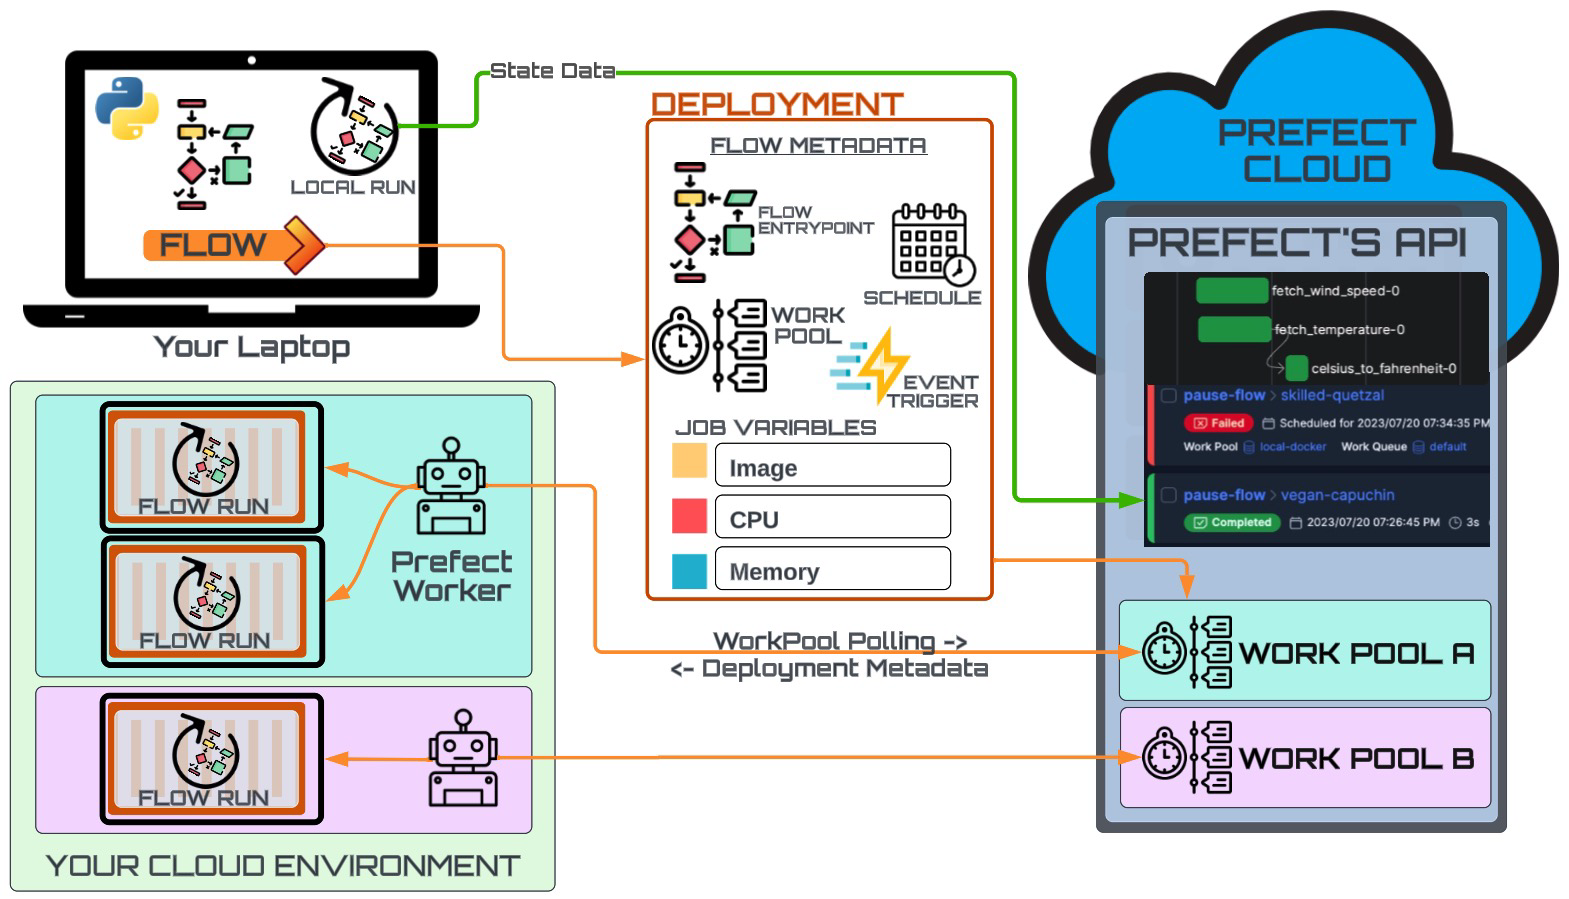 State Data
LOCAL RUN
FLOW
Your Laptop
DEPLOYMENT
FLOW METADATA
FLOW
ENTRYPOINT
SCHEDULE
WORK
POOL
EVENT
TRIGGER
JOB VARIABLES
Image
CPU
Memory
PREFECT
CLOUD
PREFECT'S API
fetch_wind_speed-0
fetch_temperature-0
celsius_to_fahrenheit-0
pause-flow > skilled-quetzal
Failed Scheduled for 2023/07/20 07:34:35 PM
Work Pool local-docker Work Queue default
pause-flow > vegan-capuchin
Completed 2023/07/20 07:26:45 PM 3s
WORK POOL A
WORK POOL B
WorkPool Polling ->
<- Deployment Metadata
FLOW RUN
FLOW RUN
Prefect
Worker
FLOW RUN
YOUR CLOUD ENVIRONMENT